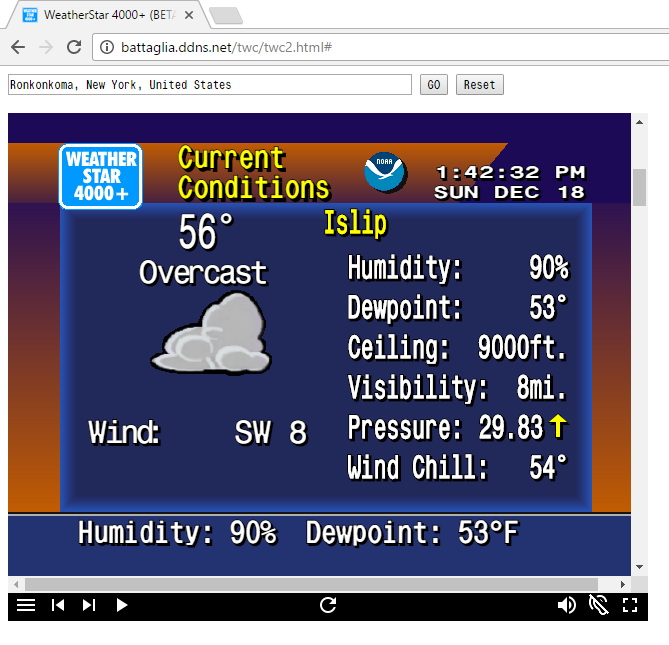 WeatherStar 4000+ (BETA
battaglia.ddns.net/twc/twc2.html#
Ronkonkoma, New York, United States GO Reset
WEATHER
STAR
4000+
Current
Conditions
NOAA
1:42:32 PM
SUN DEC 18
56°
Overcast
Wind: SW 8
Islip
Humidity: 90%
Dewpoint: 53°
Ceiling: 9000ft.
Visibility: 8mi.
Pressure: 29.83↑
Wind Chill: 54°
Humidity: 90% Dewpoint: 53°F